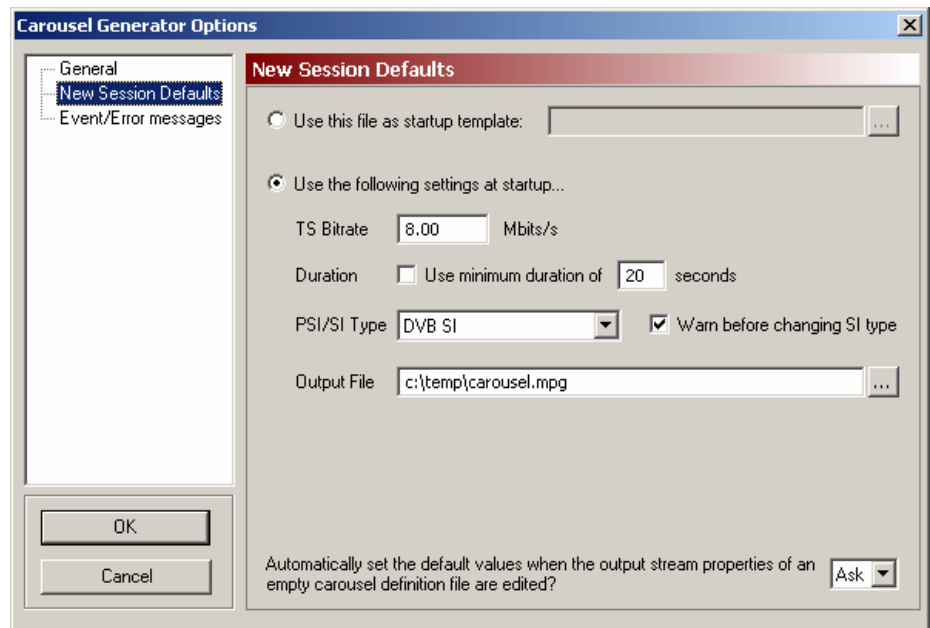 Carousel Generator Options
General
New Session Defaults
Event/Error messages
OK
Cancel
New Session Defaults
Use this file as startup template:
...
Use the following settings at startup...
TS Bitrate 8.00 Mbits/s
Duration Use minimum duration of 20 seconds
PSI/SI Type DVB SI Warn before changing SI type
Output File c:\temp\carousel.mpg ...
Automatically set the default values when the output stream properties of an
empty carousel definition file are edited? Ask